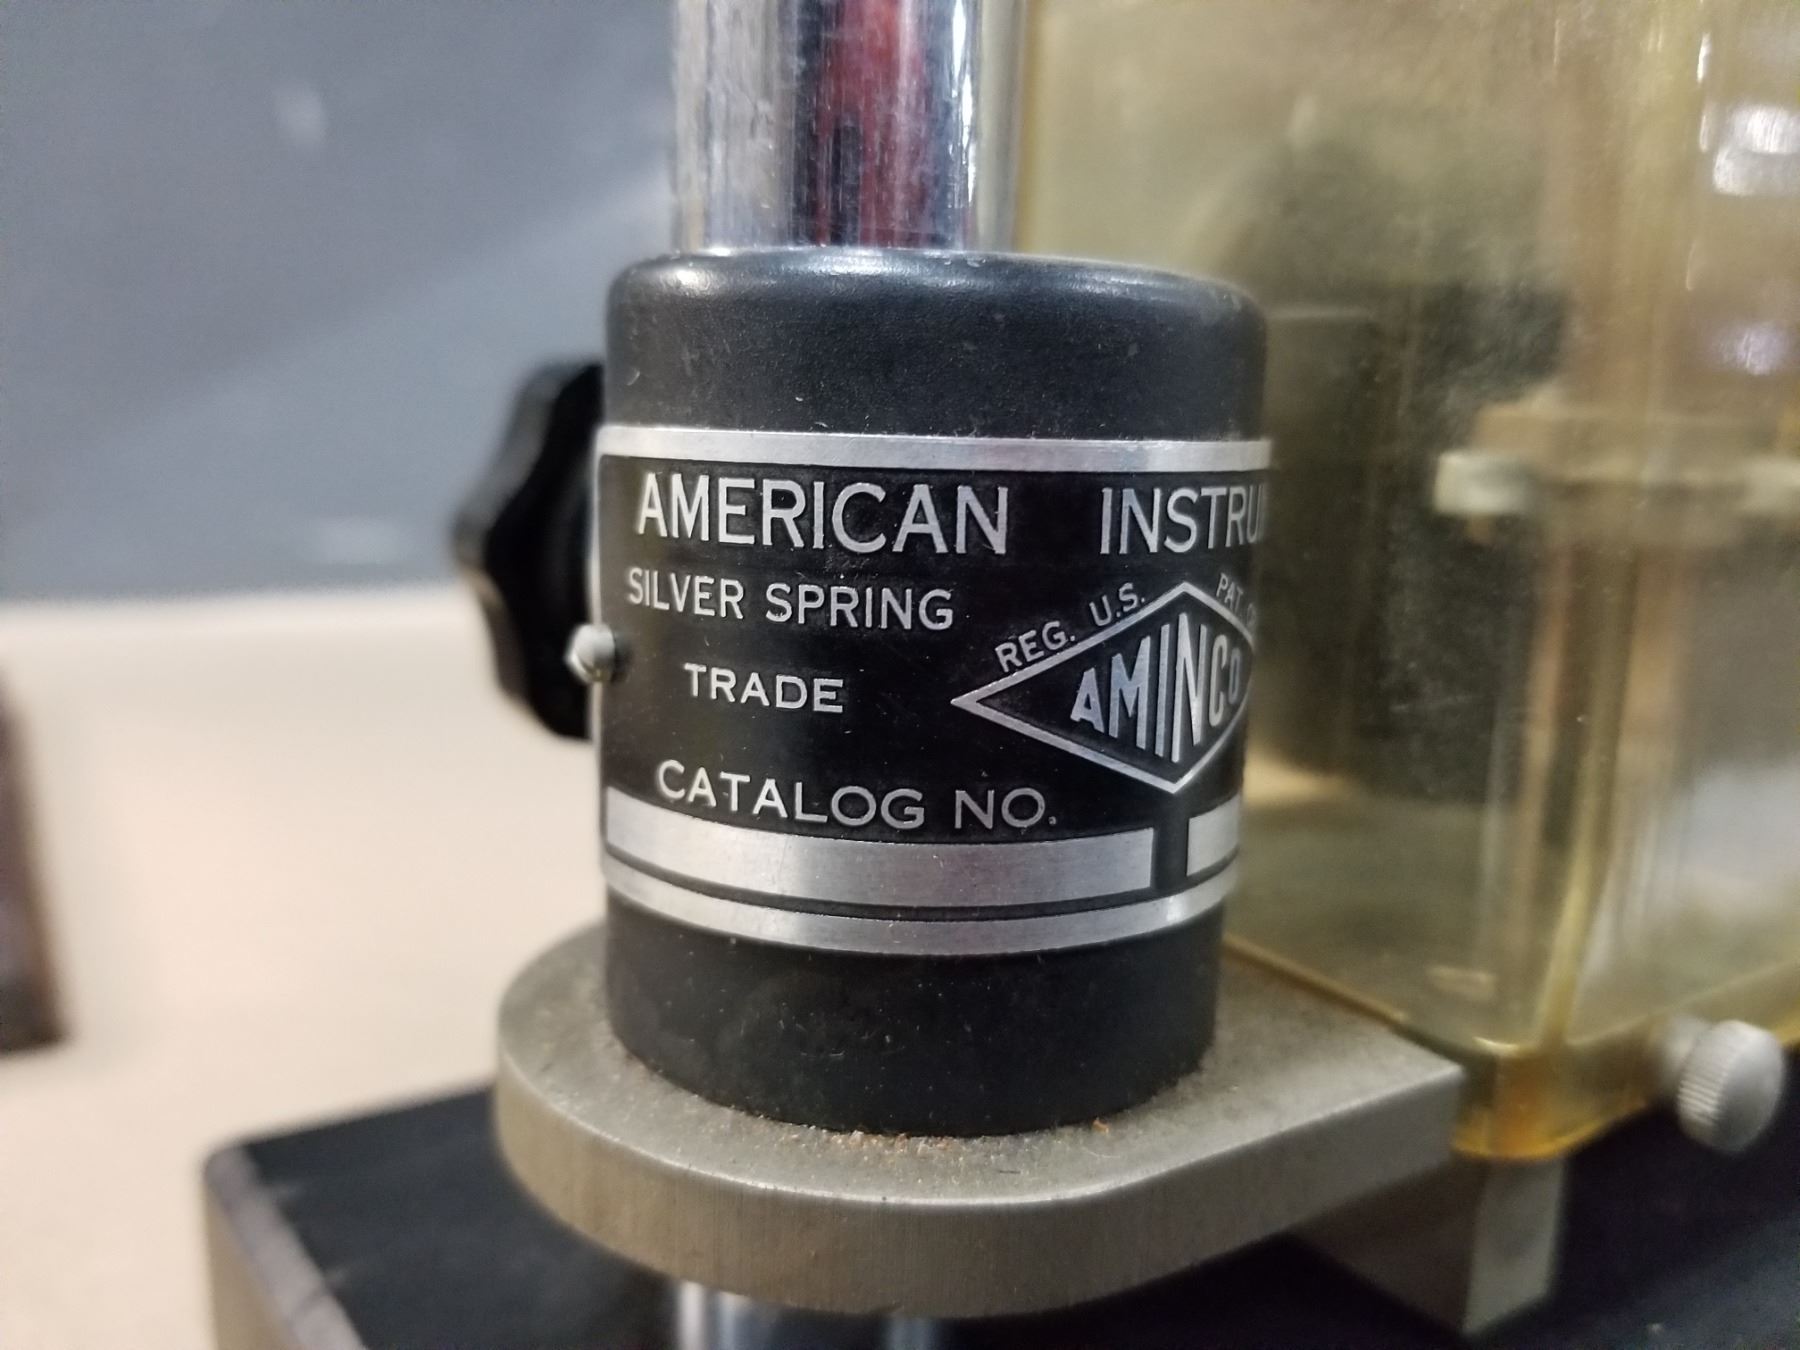 AMERICAN INSTRU
SILVER SPRING
REG. U.S. PAT.
TRADE
AMINCO
CATALOG NO.